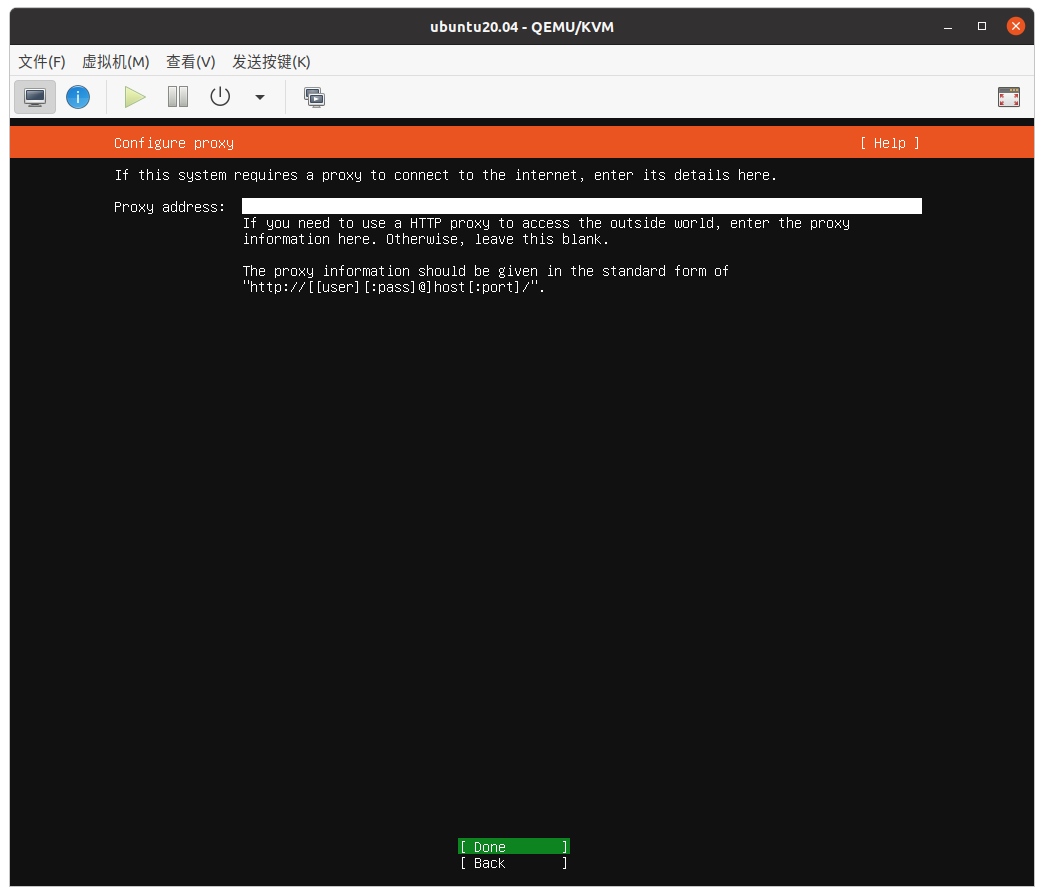 ubuntu20.04 - QEMU/KVM
文件(F) 虚拟机(M) 查看(V) 发送按键(K)
Configure proxy [ Help ]
If this system requires a proxy to connect to the internet, enter its details here.
Proxy address:
If you need to use a HTTP proxy to access the outside world, enter the proxy
information here. Otherwise, leave this blank.
The proxy information should be given in the standard form of
"http://[[user][:pass]@]host[:port]/".
[ Done ]
[ Back ]